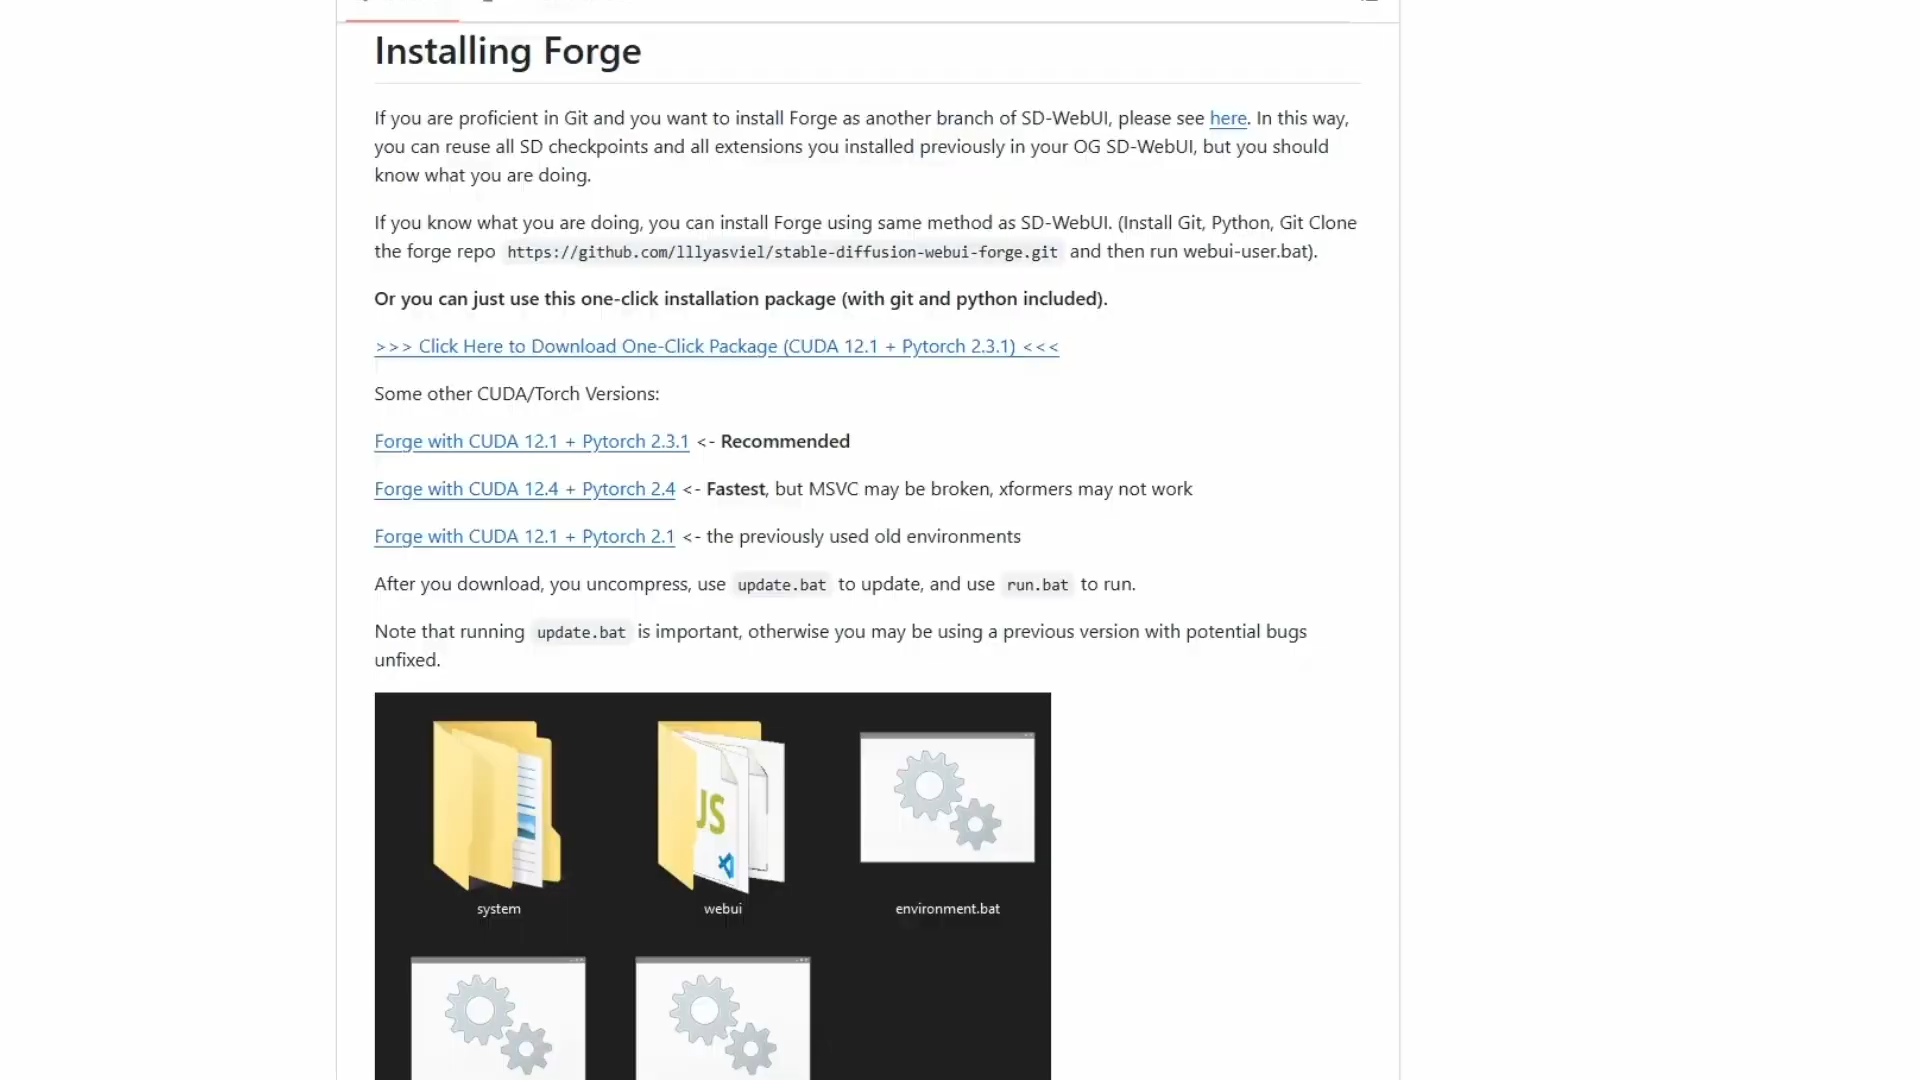 Installing Forge
If you are proficient in Git and you want to install Forge as another branch of SD-WebUI, please see here. In this way,
you can reuse all SD checkpoints and all extensions you installed previously in your OG SD-WebUI, but you should
know what you are doing.
If you know what you are doing, you can install Forge using same method as SD-WebUI. (Install Git, Python, Git Clone
the forge repo https://github.com/lllyasviel/stable-diffusion-webui-forge.git and then run webui-user.bat).
Or you can just use this one-click installation package (with git and python included).
>>> Click Here to Download One-Click Package (CUDA 12.1 + Pytorch 2.3.1) <<<
Some other CUDA/Torch Versions:
Forge with CUDA 12.1 + Pytorch 2.3.1 <- Recommended
Forge with CUDA 12.4 + Pytorch 2.4 <- Fastest, but MSVC may be broken, xformers may not work
Forge with CUDA 12.1 + Pytorch 2.1 <- the previously used old environments
After you download, you uncompress, use update.bat to update, and use run.bat to run.
Note that running update.bat is important, otherwise you may be using a previous version with potential bugs
unfixed.
JS
system webui environment.bat